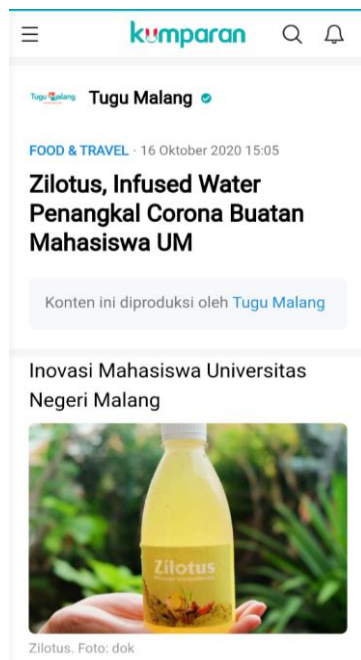 kumparan
Tugu Malang
Tugu Malang
FOOD & TRAVEL · 16 Oktober 2020 15:05
Zilotus, Infused Water
Penangkal Corona Buatan
Mahasiswa UM
Konten ini diproduksi oleh Tugu Malang
Inovasi Mahasiswa Universitas
Negeri Malang
Zilotus
Zilotus. Foto: dok